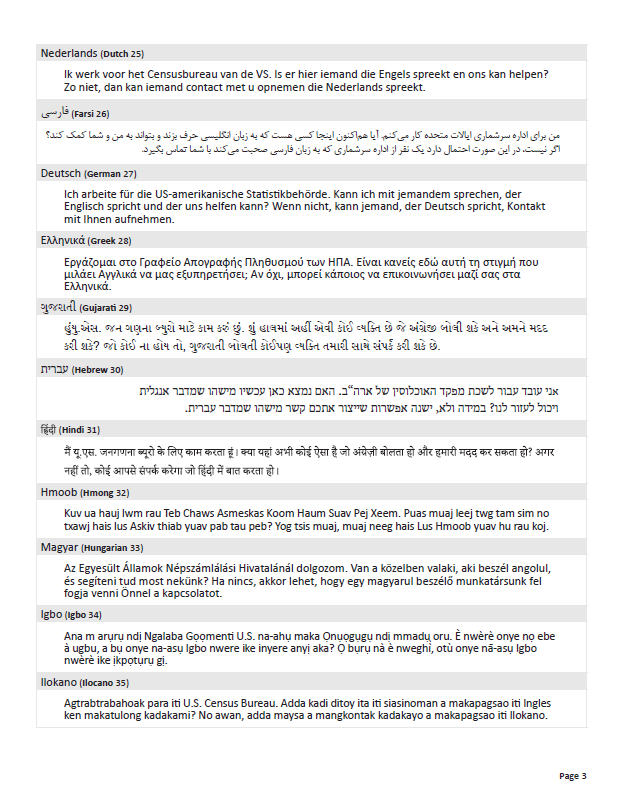 Nederlands (Dutch 25)
Ik werk voor het Censusbureau van de VS. Is er hier iemand die Engels spreekt en ons kan helpen?
Zo niet, dan kan iemand contact met u opnemen die Nederlands spreekt.
فارسی (Farsi 26)
من برای اداره سرشماری ایالات متحده کار می‌کنم. آیا هم‌اکنون اینجا کسی هست که به زبان انگلیسی حرف بزند و بتواند به من و شما کمک کند؟
اگر نیست، در این صورت احتمال دارد یک نفر از اداره سرشماری که به زبان فارسی صحبت می‌کند با شما تماس بگیرد.
Deutsch (German 27)
Ich arbeite für die US-amerikanische Statistikbehörde. Kann ich mit jemandem sprechen, der
Englisch spricht und der uns helfen kann? Wenn nicht, kann jemand, der Deutsch spricht, Kontakt
mit Ihnen aufnehmen.
Ελληνικά (Greek 28)
Εργάζομαι στο Γραφείο Απογραφής Πληθυσμού των ΗΠΑ. Είναι κανείς εδώ αυτή τη στιγμή που
μιλάει Αγγλικά να μας εξυπηρετήσει; Αν όχι, μπορεί κάποιος να επικοινωνήσει μαζί σας στα
Ελληνικά.
ગુજરાતી (Gujarati 29)
હુંયુ.એસ. જન ગણના બ્યુરો માટે કામ કરું છું. શું હાલમાં અહીં એવી કોઈ વ્યક્તિ છે જે અંગ્રેજી બોલી શકે અને અમને મદદ
કરી શકે? જો કોઈ ના હોય તો, ગુજરાતી બોલતી કોઈપણ વ્યક્તિ તમારી સાથે સંપર્ક કરી શકે છે.
עברית (Hebrew 30)
אני עובד עבור לשכת מפקד האוכלוסין של ארה“ב. האם נמצא כאן עכשיו מישהו שמדבר אנגלית
ויכול לעזור לנו? במידה ולא, ישנה אפשרות שייצור אתכם קשר מישהו שמדבר עברית.
हिंदी (Hindi 31)
मैं यू.एस. जनगणना ब्यूरो के लिए काम करता हूं। क्या यहां अभी कोई ऐसा है जो अंग्रेज़ी बोलता हो और हमारी मदद कर सकता हो? अगर
नहीं तो, कोई आपसे संपर्क करेगा जो हिंदी में बात करता हो।
Hmoob (Hmong 32)
Kuv ua hauj lwm rau Teb Chaws Asmeskas Koom Haum Suav Pej Xeem. Puas muaj leej twg tam sim no
txawj hais lus Askiv thiab yuav pab tau peb? Yog tsis muaj, muaj neeg hais Lus Hmoob yuav hu rau koj.
Magyar (Hungarian 33)
Az Egyesült Államok Népszámlálási Hivatalánál dolgozom. Van a közelben valaki, aki beszél angolul,
és segíteni tud most nekünk? Ha nincs, akkor lehet, hogy egy magyarul beszélő munkatársunk fel
fogja venni Önnel a kapcsolatot.
Igbo (Igbo 34)
Ana m arụrụ ndị Ngalaba Gọọmentị U.S. na-ahụ maka Ọnụọgụgụ ndị mmadụ oru. È nwèrè onye nọ ebe
à ugbu, a bụ onye na-asụ Igbo nwere ike inyere anyị aka? Ọ bụrụ nà è nweghi, otù onye nā-asụ Igbo
nwèrè ike ịkpọtụrụ gị.
Ilokano (Ilocano 35)
Agtrabtrabahoak para iti U.S. Census Bureau. Adda kadi ditoy ita iti siasinoman a makapagsao iti Ingles
ken makatulong kadakami? No awan, adda maysa a mangkontak kadakayo a makapagsao iti Ilokano.
Page 3